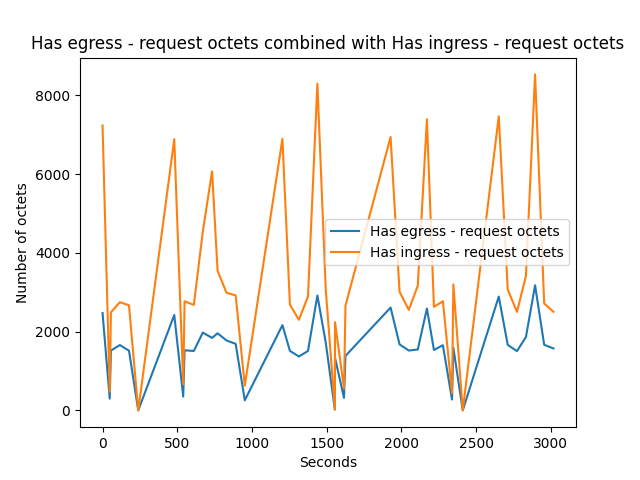 Has egress - request octets combined with Has ingress - request octets
Number of octets
8000
6000
4000
2000
0
Has egress - request octets
Has ingress - request octets
0 500 1000 1500 2000 2500 3000
Seconds